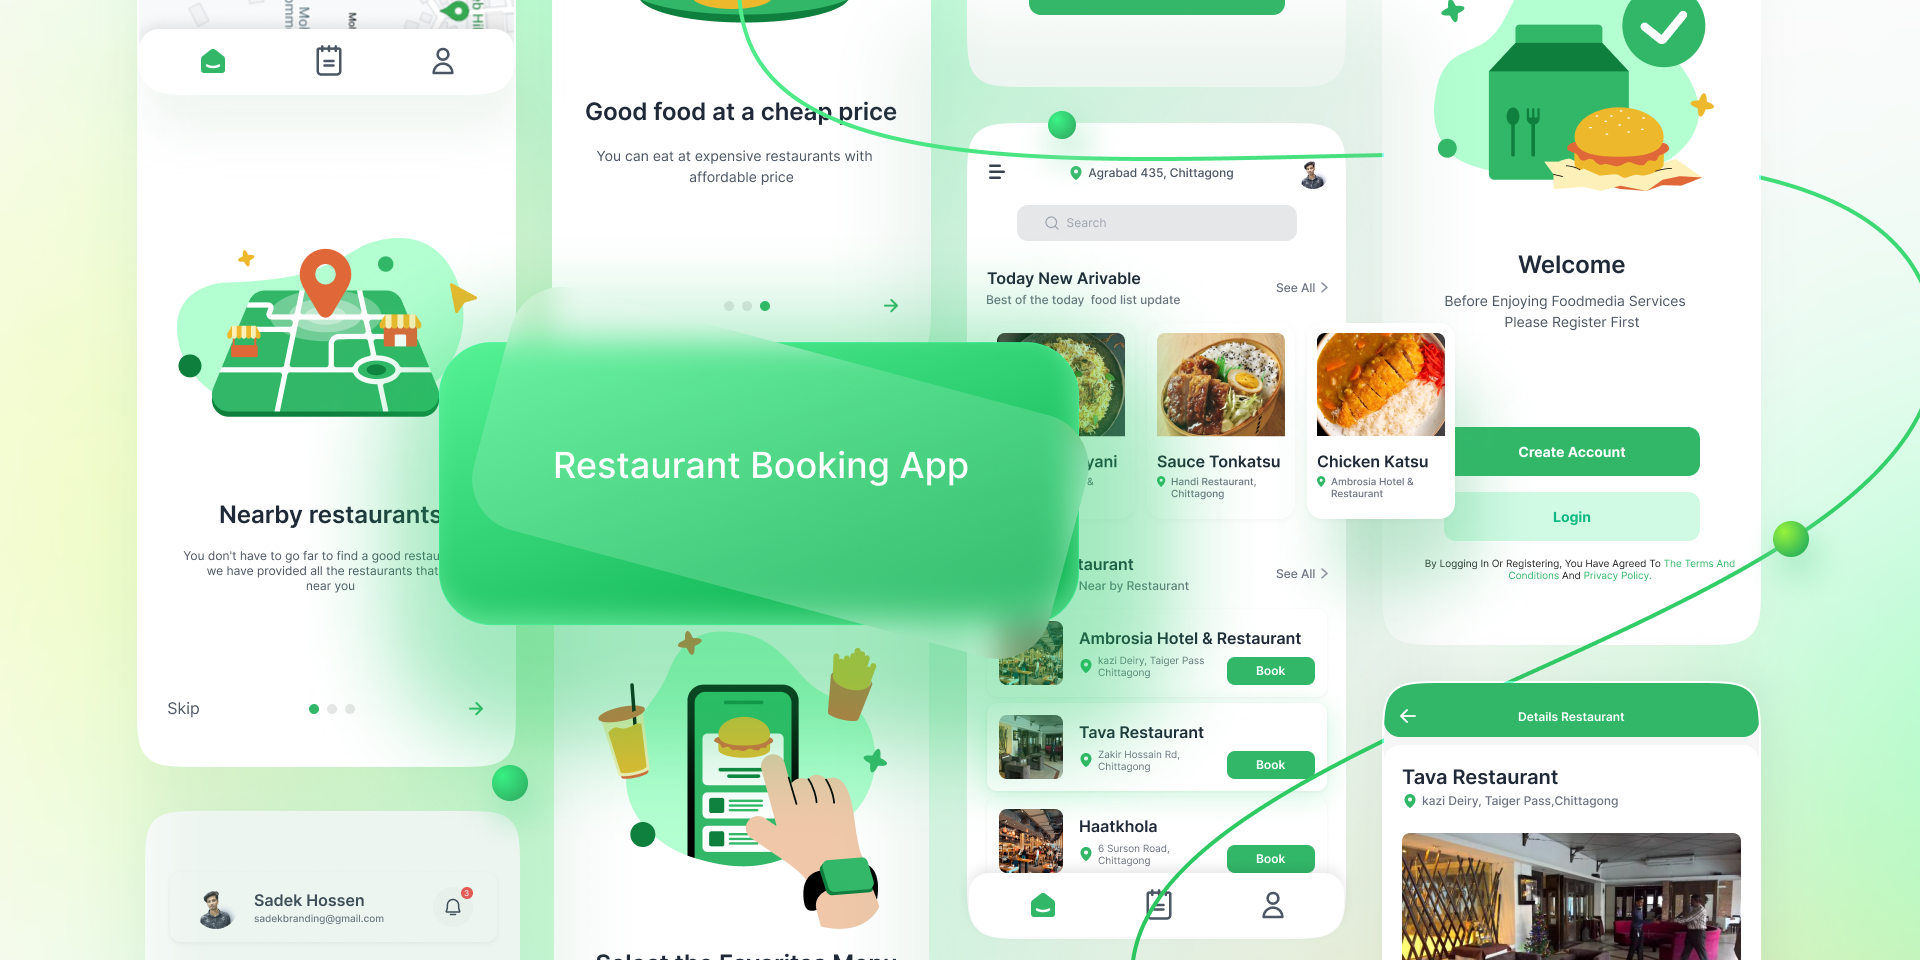 Nearby restaurants
You don't have to go far to find a good
we have provided all the restaurants that
near you
Skip
Sadek Hossen
sadekbranding@gmail.com
3
Good food at a cheap price
You can eat at expensive restaurants with
affordable price
Restaurant Booking App
Select the Favorites Menu
Agrabad 435, Chittagong
Search
Today New Arivable
Best of the today food list update
See All
Sauce Tonkatsu
Handi Restaurant,
Chittagong
Chicken Katsu
Ambrosia Hotel &
Restaurant
Near by Restaurant
See All
Ambrosia Hotel & Restaurant
kazi Deiry, Taiger Pass
Chittagong
Book
Tava Restaurant
Zakir Hossain Rd,
Chittagong
Book
Haatkhola
6 Surson Road,
Chittagong
Book
Welcome
Before Enjoying Foodmedia Services
Please Register First
Create Account
Login
By Logging In Or Registering, You Have Agreed To The Terms And
Conditions And Privacy Policy.
Details Restaurant
Tava Restaurant
kazi Deiry, Taiger Pass,Chittagong